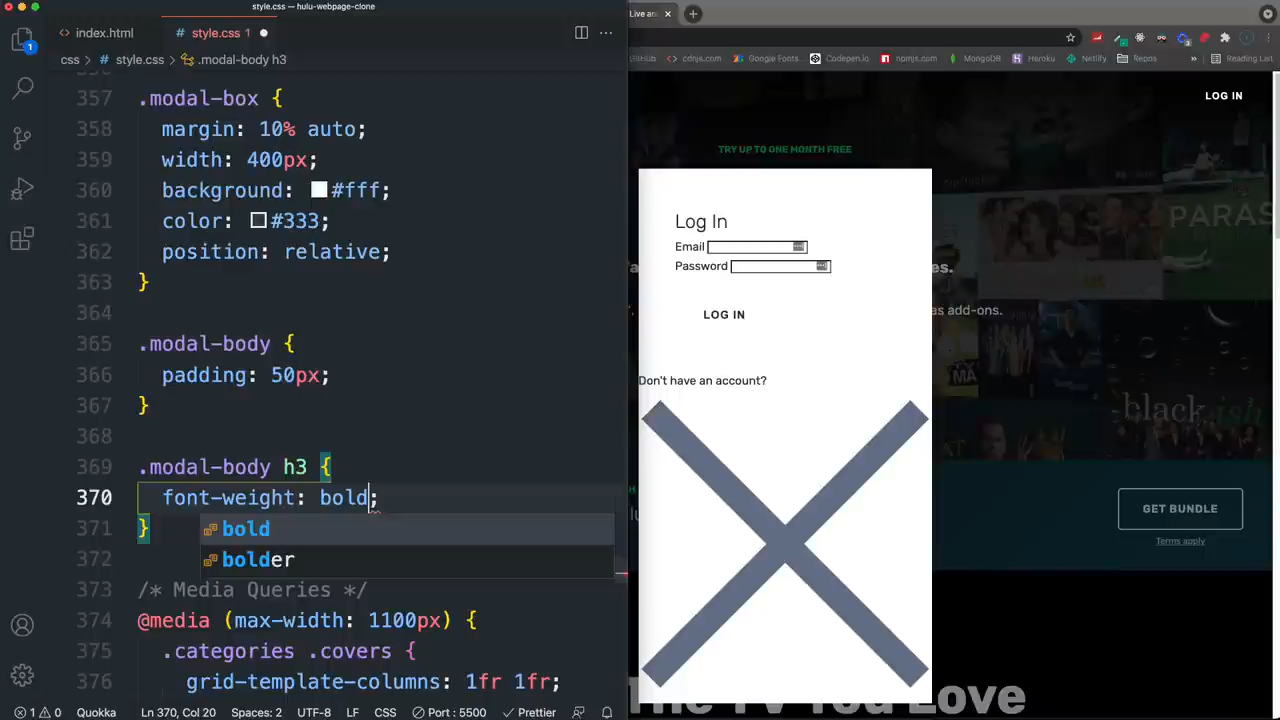 style.css — hulu-webpage-clone
index.html
style.css 1
css > style.css > .modal-body h3
357 .modal-box {
358 margin: 10% auto;
359 width: 400px;
360 background: #fff;
361 color: #333;
362 position: relative;
363 }
364
365 .modal-body {
366 padding: 50px;
367 }
368
369 .modal-body h3 {
370 font-weight: bold;
371 }
bold
bolder
372
373 /* Media Queries */
374 @media (max-width: 1100px) {
375 .categories .covers {
376 grid-template-columns: 1fr 1fr;
1 0 Quokka Ln 370, Col 20 Spaces: 2 UTF-8 LF CSS Port : 5500 Prettier
Live an
cdnjs.com Google Fonts... Codepen.io npmjs.com MongoDB Heroku Netlify Repos » Reading List
LOG IN
TRY UP TO ONE MONTH FREE
PARAS
Log In
Email
Password
es.
as add-ons.
LOG IN
Don't have an account?
black-ish
GET BUNDLE
Terms apply
The TV You Love